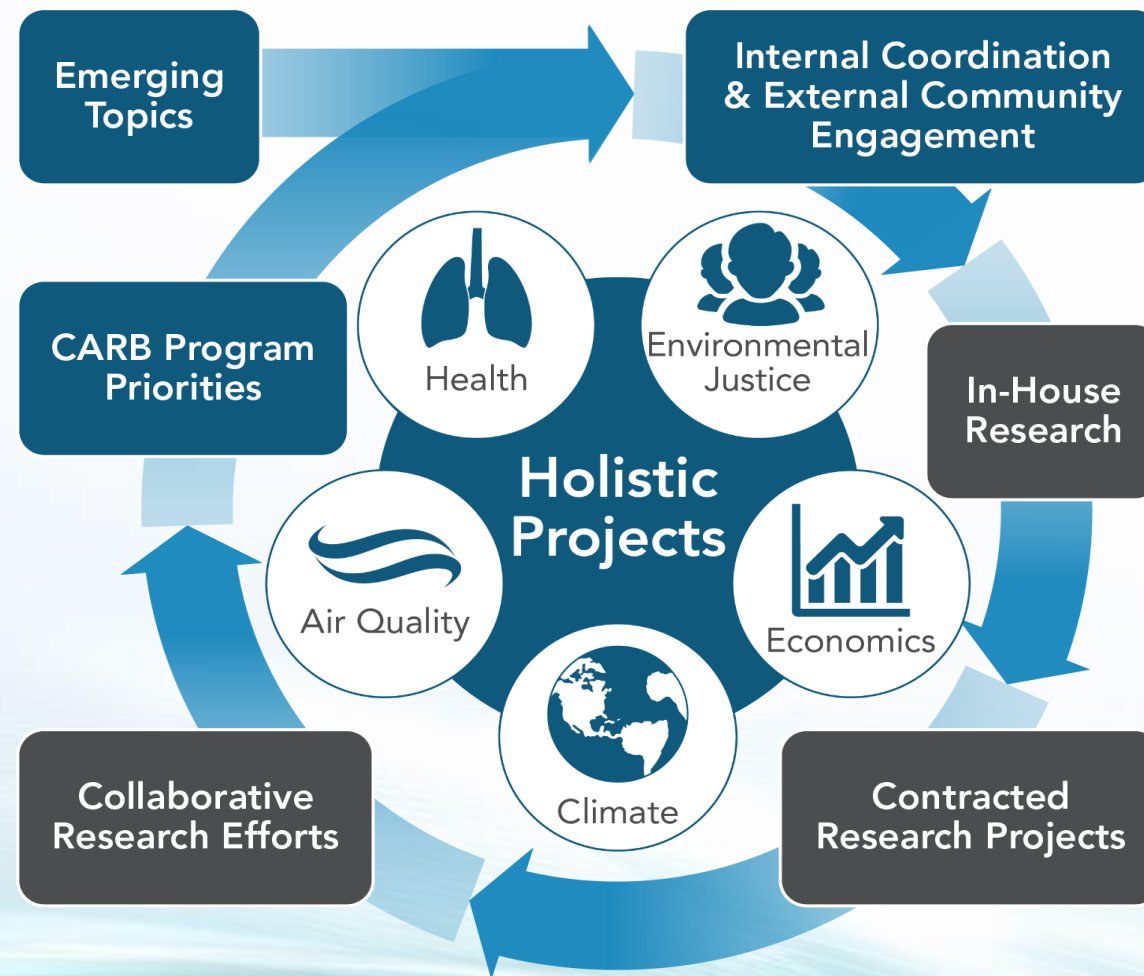 Emerging
Topics
Internal Coordination
& External Community
Engagement
CARB Program
Priorities
Health
Environmental
Justice
In-House
Research
Holistic
Projects
Air Quality
Economics
Climate
Collaborative
Research Efforts
Contracted
Research Projects